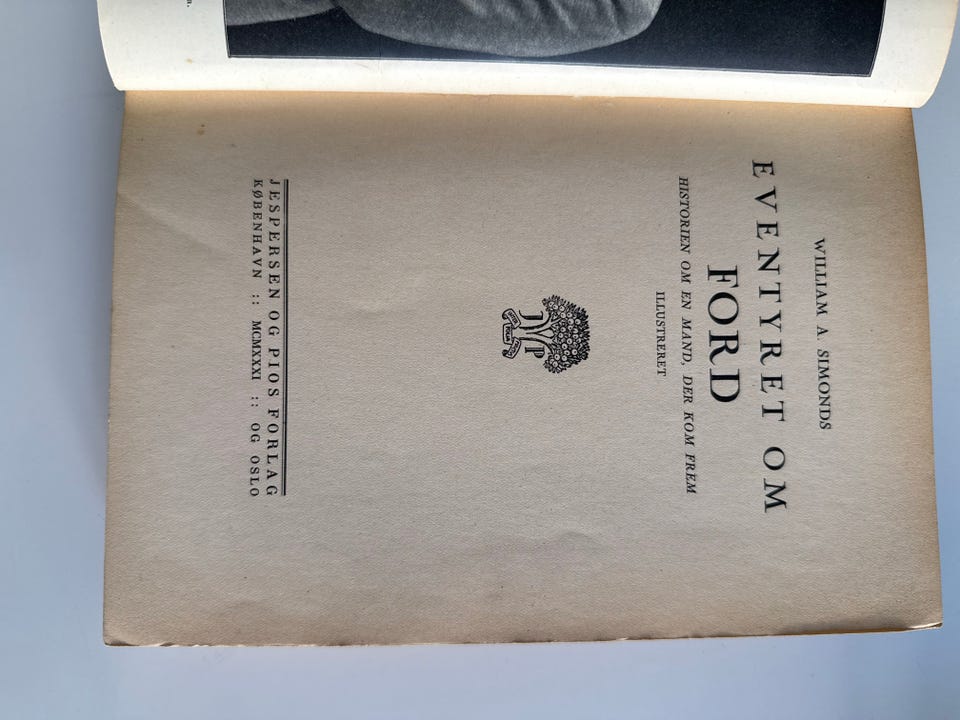 WILLIAM A. SIMONDS
EVENTYRET OM
FORD
HISTORIEN OM EN MAND, DER KOM FREM
ILLUSTRERET
J P
JESPERSEN OG PIOS FORLAG
KØBENHAVN :: MCMXXXI :: OG OSLO